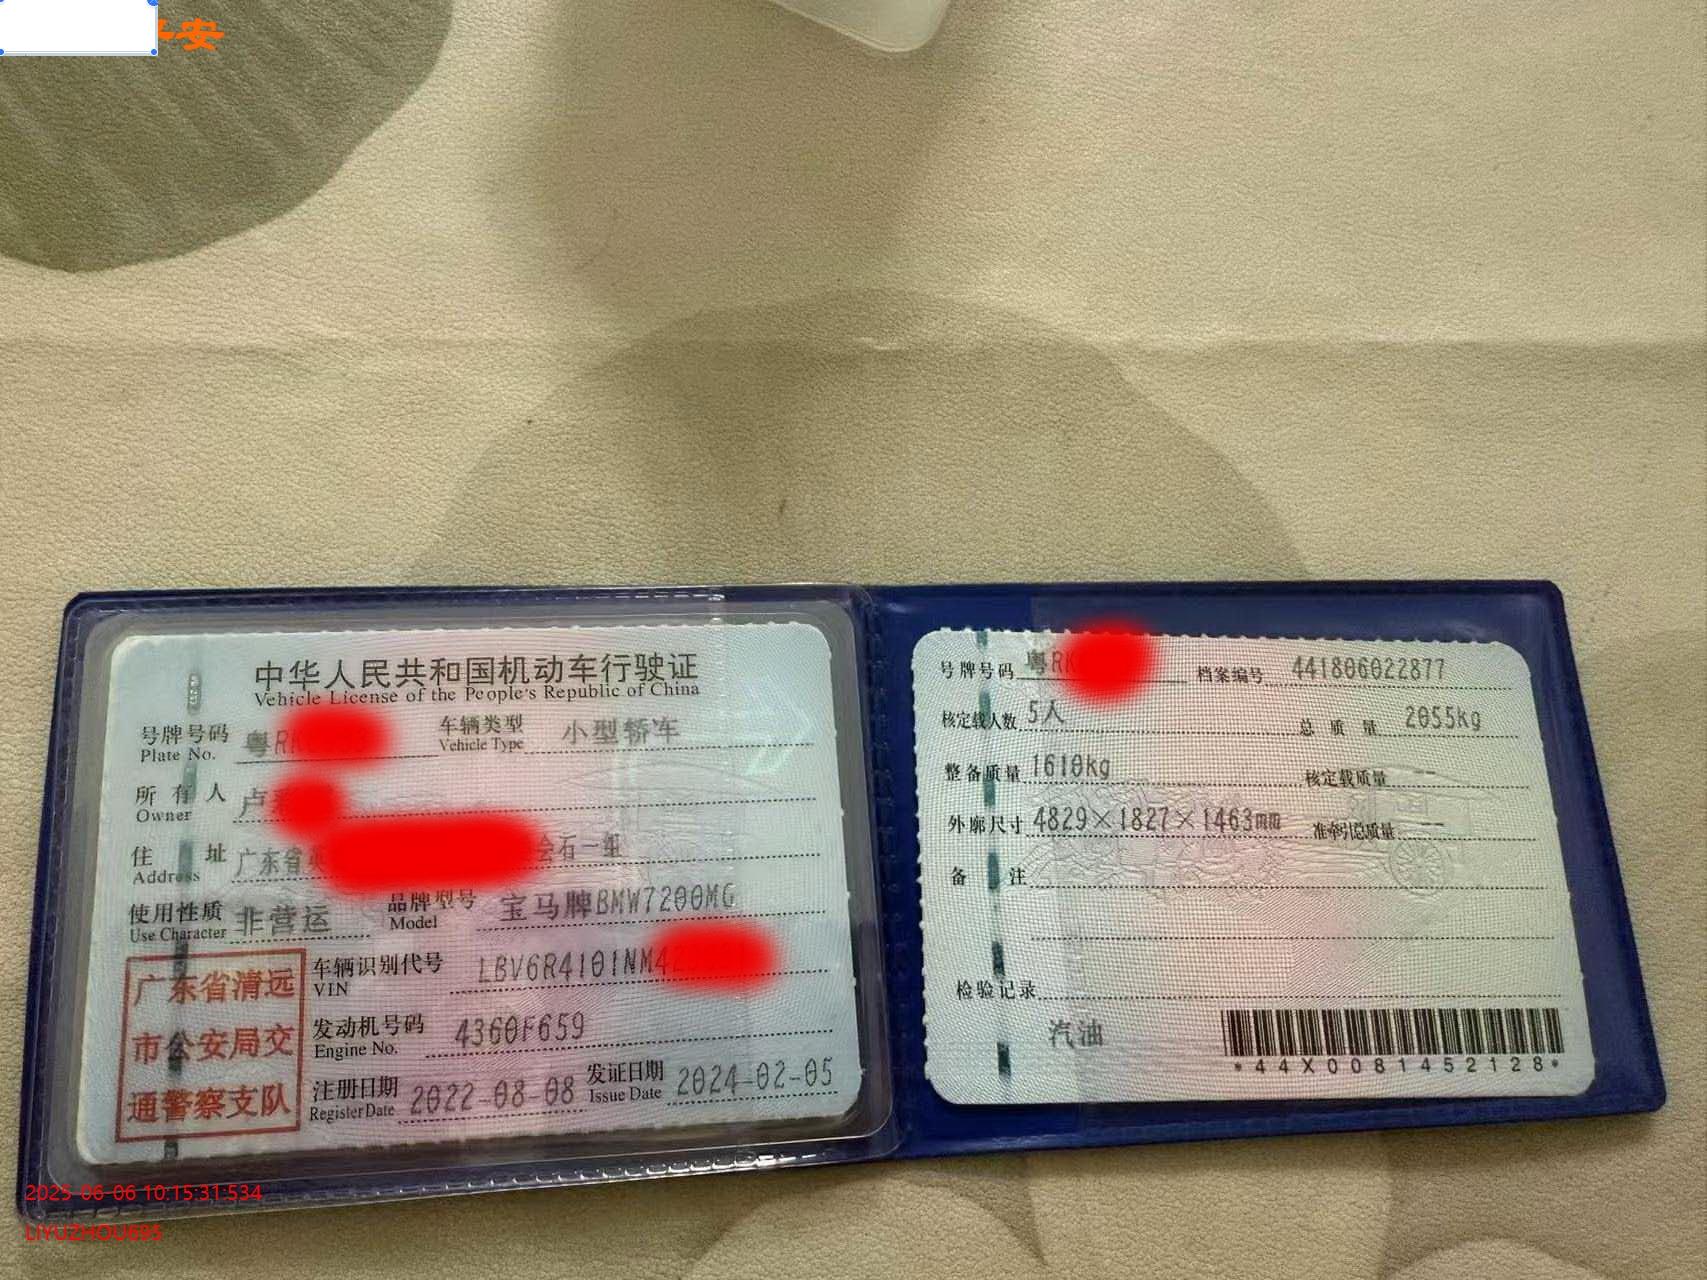 平安
中华人民共和国机动车行驶证
Vehicle License of the People's Republic of China
号牌号码 粤RK 车辆类型 小型轿车
Plate No. Vehicle Type
所有人 卢
Owner
住址 广东省 会石一组
Address
使用性质 非营运 品牌型号 宝马牌BMW7200MG
Use Character Model
车辆识别代号 LBV6R4101NM42
VIN
发动机号码 4360F659
Engine No.
注册日期 2022-08-08 发证日期 2024-02-05
Register Date Issue Date
广东省清远
市公安局交
通警察支队
号牌号码 粤RK 档案编号 441806022877
核定载人数 5人 总质量 2055kg
整备质量 1610kg 核定载质量 --
外廓尺寸 4829×1827×1463mm 准牵引总质量 --
备注
检验记录
汽油
*44X0081452128*
2025-06-06 10:15:31:534
LIYUZHOU695